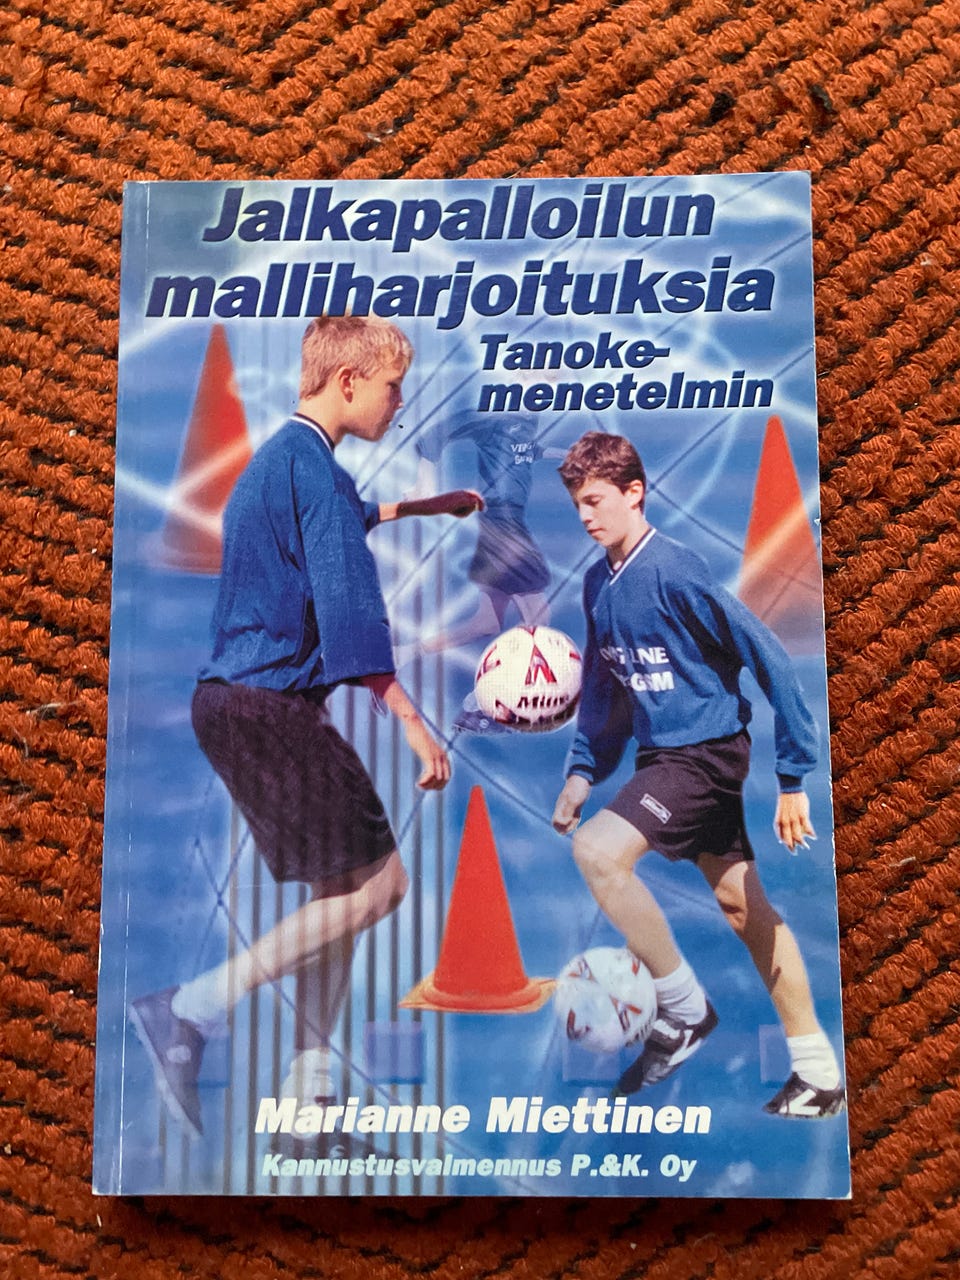 Jalkapalloilun
malliharjoituksia
Tanoke-
menetelmin
Marianne Miettinen
Kannustusvalmennus P.&K. Oy